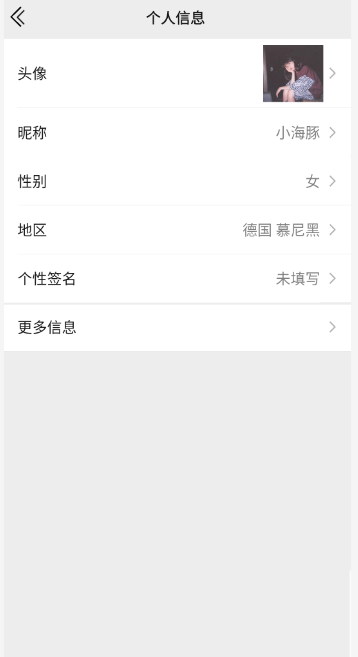 个人信息
头像
昵称 小海豚
性别 女
地区 德国 慕尼黑
个性签名 未填写
更多信息